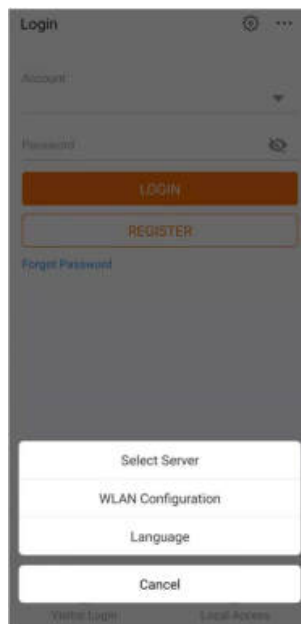 Login
Account
Password
LOGIN
REGISTER
Forgot Password
Select Server
WLAN Configuration
Language
Cancel
Visitor Login Local Access